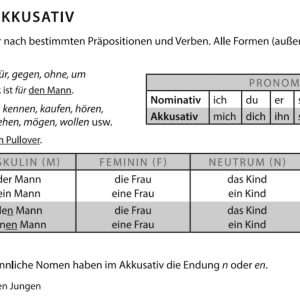 KKUSATIV
nach bestimmten Präpositionen und Verben. Alle Formen (auße
für, gegen, ohne, um
ist für den Mann.
kennen, kaufen, hören,
ehen, mögen, wollen usw.
n Pullover.
PRONOM
Nominativ ich du er
Akkusativ mich dich ihn
SKULIN (M) FEMININ (F) NEUTRUM (N)
der Mann die Frau das Kind
ein Mann eine Frau ein Kind
den Mann die Frau das Kind
nen Mann eine Frau ein Kind
nnliche Nomen haben im Akkusativ die Endung n oder en.
en Jungen